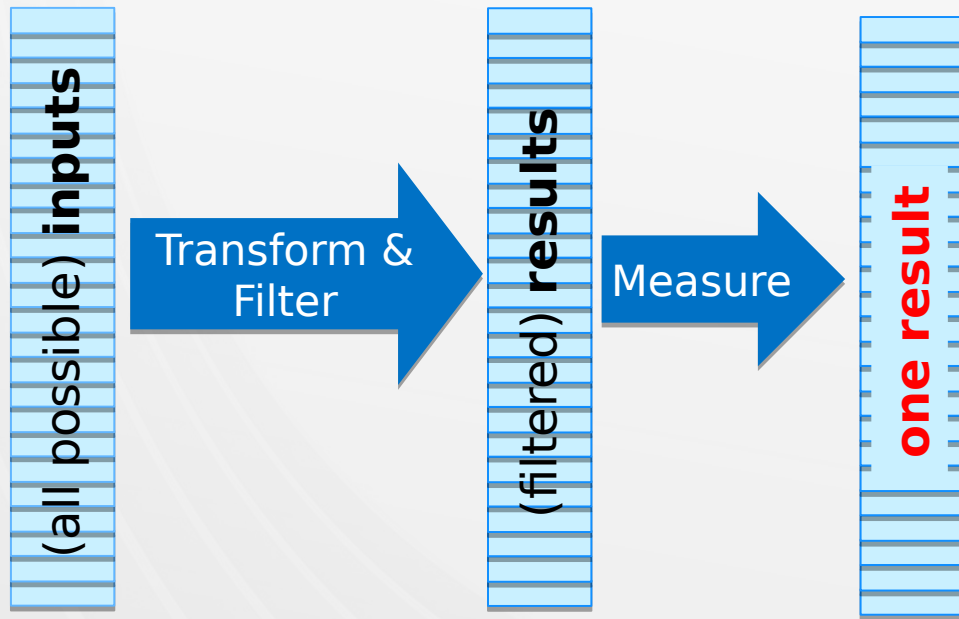 (all possible) inputs
Transform &
Filter
(filtered) results
Measure
one result